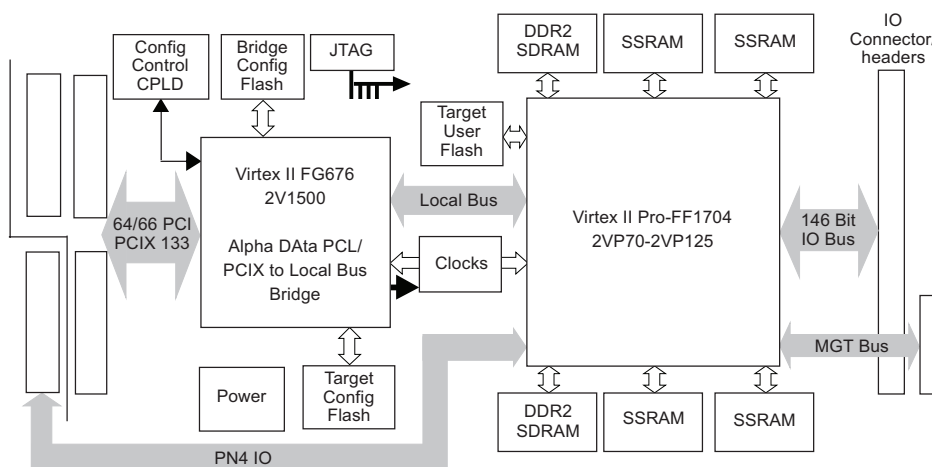 Config
Control
CPLD
Bridge
Config
Flash
JTAG
DDR2
SDRAM
SSRAM
SSRAM
IO
Connector/
headers
Target
User
Flash
Virtex II FG676
2V1500
Alpha DAta PCL/
PCIX to Local Bus
Bridge
64/66 PCI
PCIX 133
Local Bus
Clocks
Virtex II Pro-FF1704
2VP70-2VP125
146 Bit
IO Bus
MGT Bus
Power
Target
Config
Flash
DDR2
SDRAM
SSRAM
SSRAM
PN4 IO